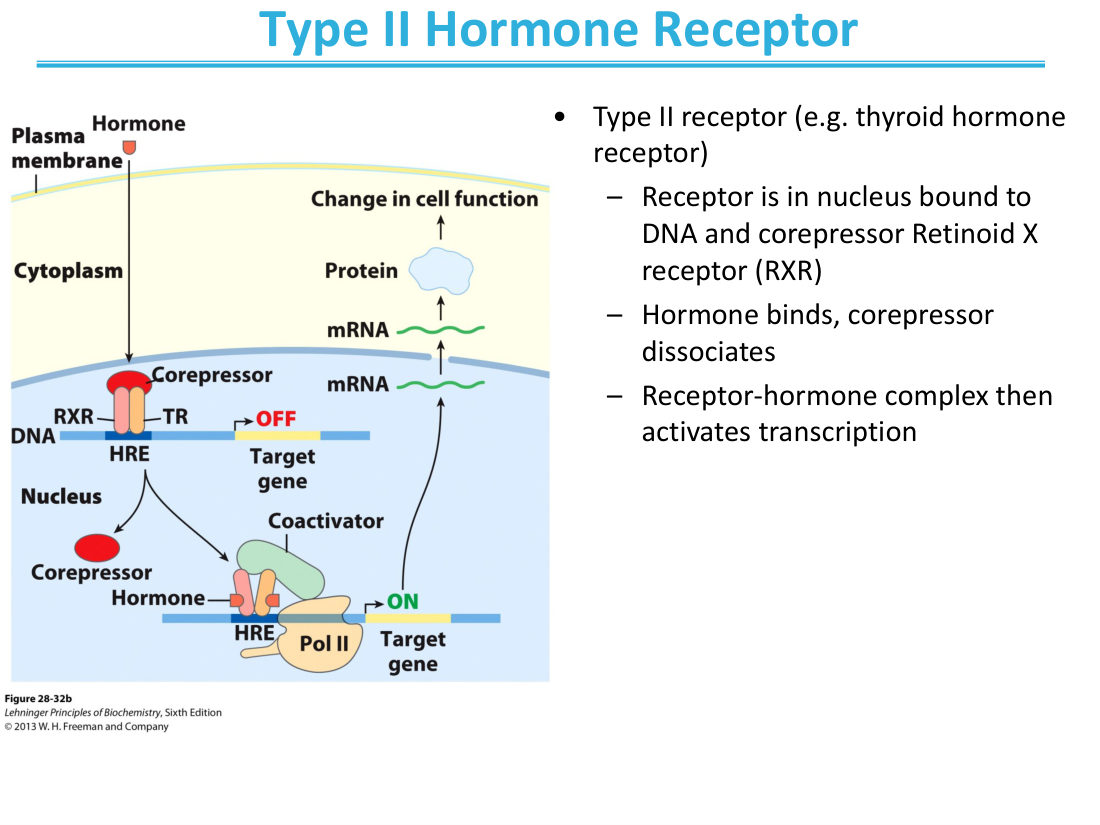 Type II Hormone Receptor
Hormone
Plasma
membrane
Change in cell function
Cytoplasm
Protein
mRNA
mRNA
Corepressor
RXR
TR
OFF
DNA
HRE
Target
gene
Nucleus
Coactivator
Corepressor
Hormone
ON
HRE
Pol II
Target
gene
Figure 28-32b
Lehninger Principles of Biochemistry, Sixth Edition
© 2013 W. H. Freeman and Company
• Type II receptor (e.g. thyroid hormone
receptor)
– Receptor is in nucleus bound to
DNA and corepressor Retinoid X
receptor (RXR)
– Hormone binds, corepressor
dissociates
– Receptor-hormone complex then
activates transcription